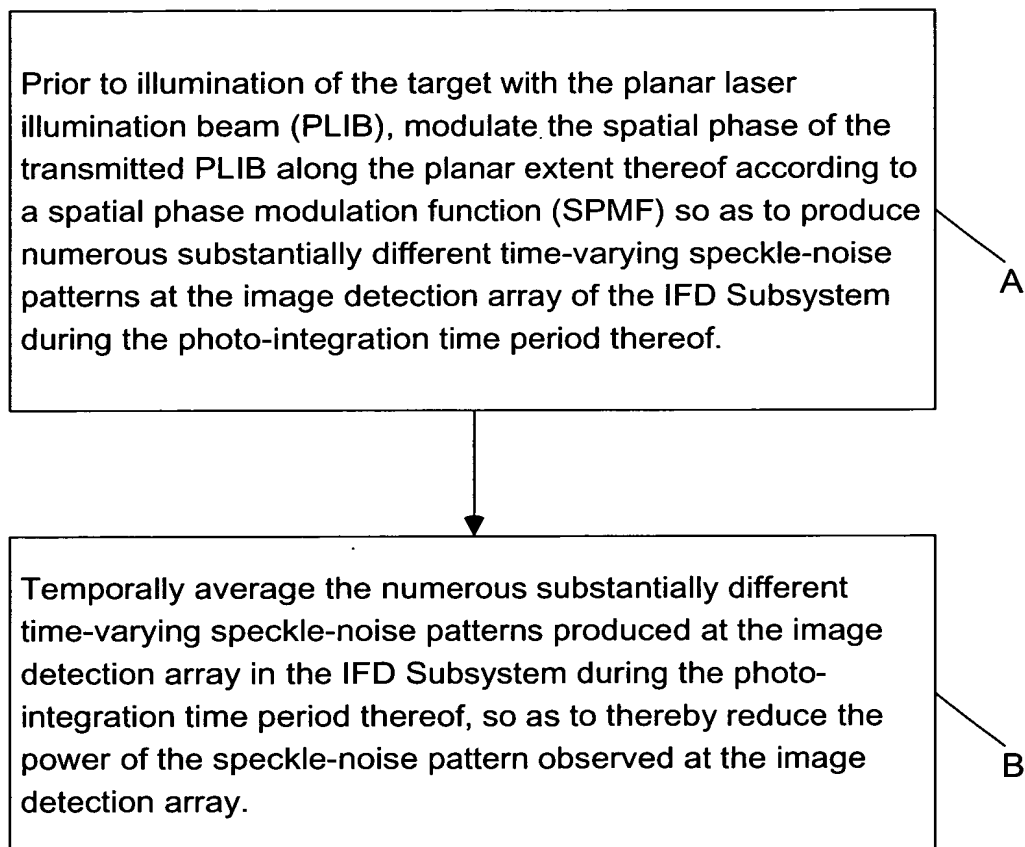 Prior to illumination of the target with the planar laser
illumination beam (PLIB), modulate the spatial phase of the
transmitted PLIB along the planar extent thereof according to
a spatial phase modulation function (SPMF) so as to produce
numerous substantially different time-varying speckle-noise
patterns at the image detection array of the IFD Subsystem
during the photo-integration time period thereof.
A
Temporally average the numerous substantially different
time-varying speckle-noise patterns produced at the image
detection array in the IFD Subsystem during the photo-
integration time period thereof, so as to thereby reduce the
power of the speckle-noise pattern observed at the image
detection array.
B